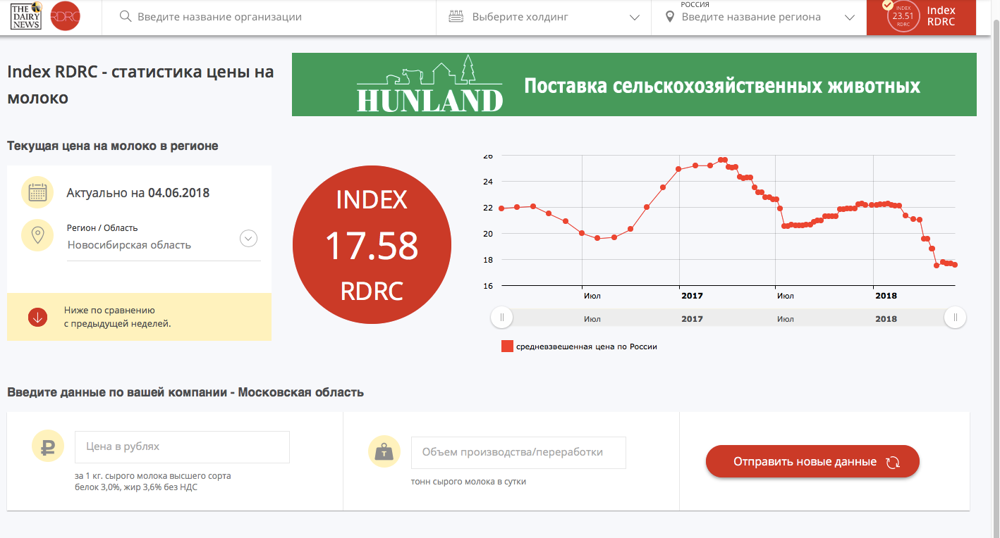 THE
DAIRY
NEWS
RDRC
Введите название организации
Выберите холдинг
РОССИЯ
Введите название региона
INDEX
23.51
RDRC
Index
RDRC
Index RDRC - статистика цены на
молоко
HUNLAND
Поставка сельскохозяйственных животных
Текущая цена на молоко в регионе
Актуально на 04.06.2018
Регион / Область
Новосибирская область
Ниже по сравнению
с предыдущей неделей.
INDEX
17.58
RDRC
26
24
22
20
18
16
Июл
2017
Июл
2018
Июл
2017
Июл
2018
средневзвешенная цена по России
Введите данные по вашей компании - Московская область
Цена в рублях
за 1 кг. сырого молока высшего сорта
белок 3,0%, жир 3,6% без НДС
Т
Объем производства/переработки
тонн сырого молока в сутки
Отправить новые данные